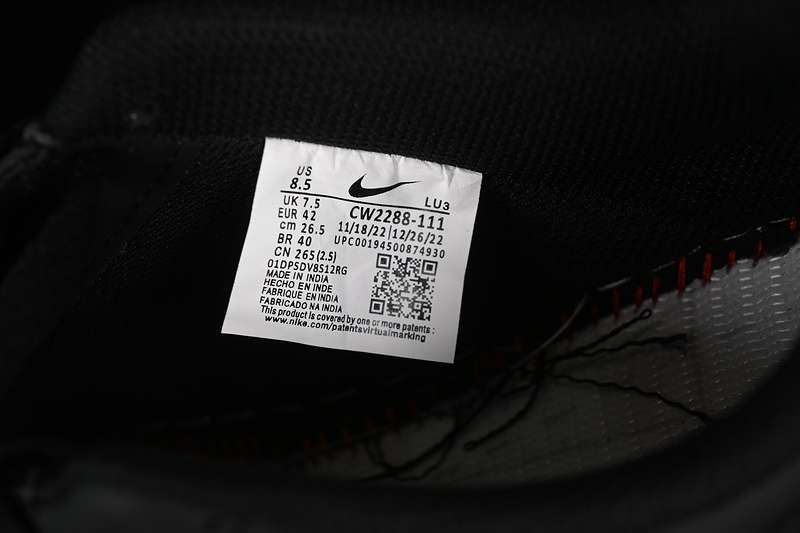 US
8.5
LU3
UK 7.5
EUR 42
cm 26.5
BR 40
CN 265 (2.5)
CW2288-111
11/18/22 | 12/26/22
UPC00194500874930
01DPSDV8S12RG
MADE IN INDIA
HECHO EN INDE
FABRIQUE EN INDIA
FABRICADO NA INDIA
This product is covered by one or more patents :
www.nike.com/patentsvirtualmarking